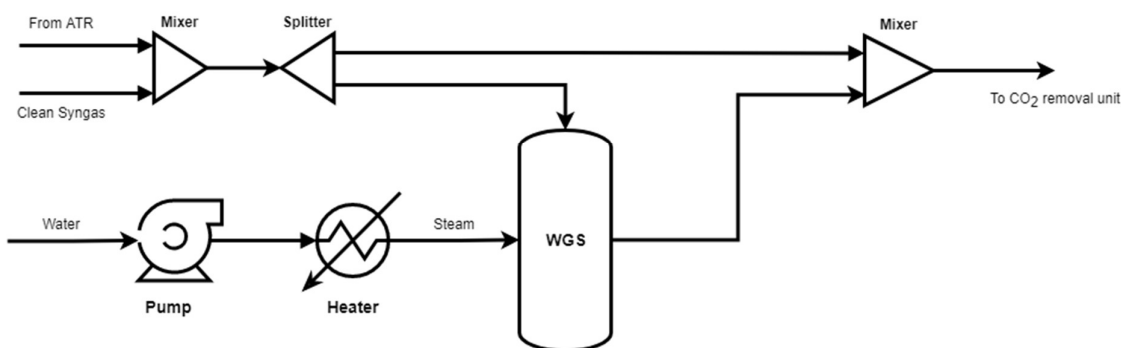 From ATR
Mixer
Splitter
Mixer
Clean Syngas
To CO2 removal unit
Water
Steam
WGS
Pump
Heater